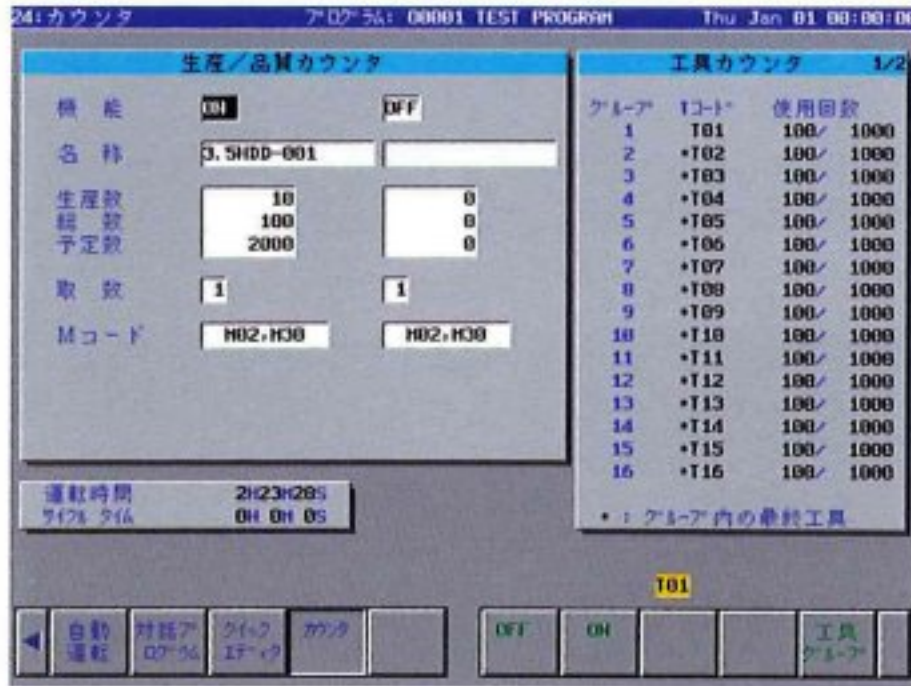 24:カウンタ プログラム: O0001 TEST PROGRAM Thu Jan 01 00:00:00
生産／品質カウンタ
機 能 ON OFF
名 称 3.5HDD-001
生産数 10 0
総 数 100 0
予定数 2000 0
取 数 1 1
Mコード M02,M30 M02,M30
運転時間 2H23M28S
サイクル タイム 0H 0M 0S
工具カウンタ 1/2
グループ Tコード 使用回数
1 T01 100/ 1000
2 *T02 100/ 1000
3 *T03 100/ 1000
4 *T04 100/ 1000
5 *T05 100/ 1000
6 *T06 100/ 1000
7 *T07 100/ 1000
8 *T08 100/ 1000
9 *T09 100/ 1000
10 *T10 100/ 1000
11 *T11 100/ 1000
12 *T12 100/ 1000
13 *T13 100/ 1000
14 *T14 100/ 1000
15 *T15 100/ 1000
16 *T16 100/ 1000
* : グループ内の最終工具
T01
自動
運転
対話プ
ログラム
クイック
エディタ
カウンタ
OFF
ON
工具
グループ